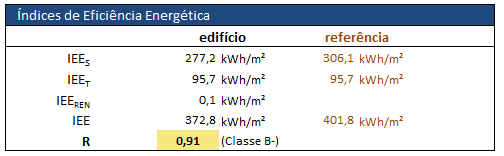 Índices de Eficiência Energética
edifício referência
IEES 277,2 kWh/m² 306,1 kWh/m²
IEET 95,7 kWh/m² 95,7 kWh/m²
IEEREN 0,1 kWh/m²
IEE 372,8 kWh/m² 401,8 kWh/m²
R 0,91 (Classe B-)